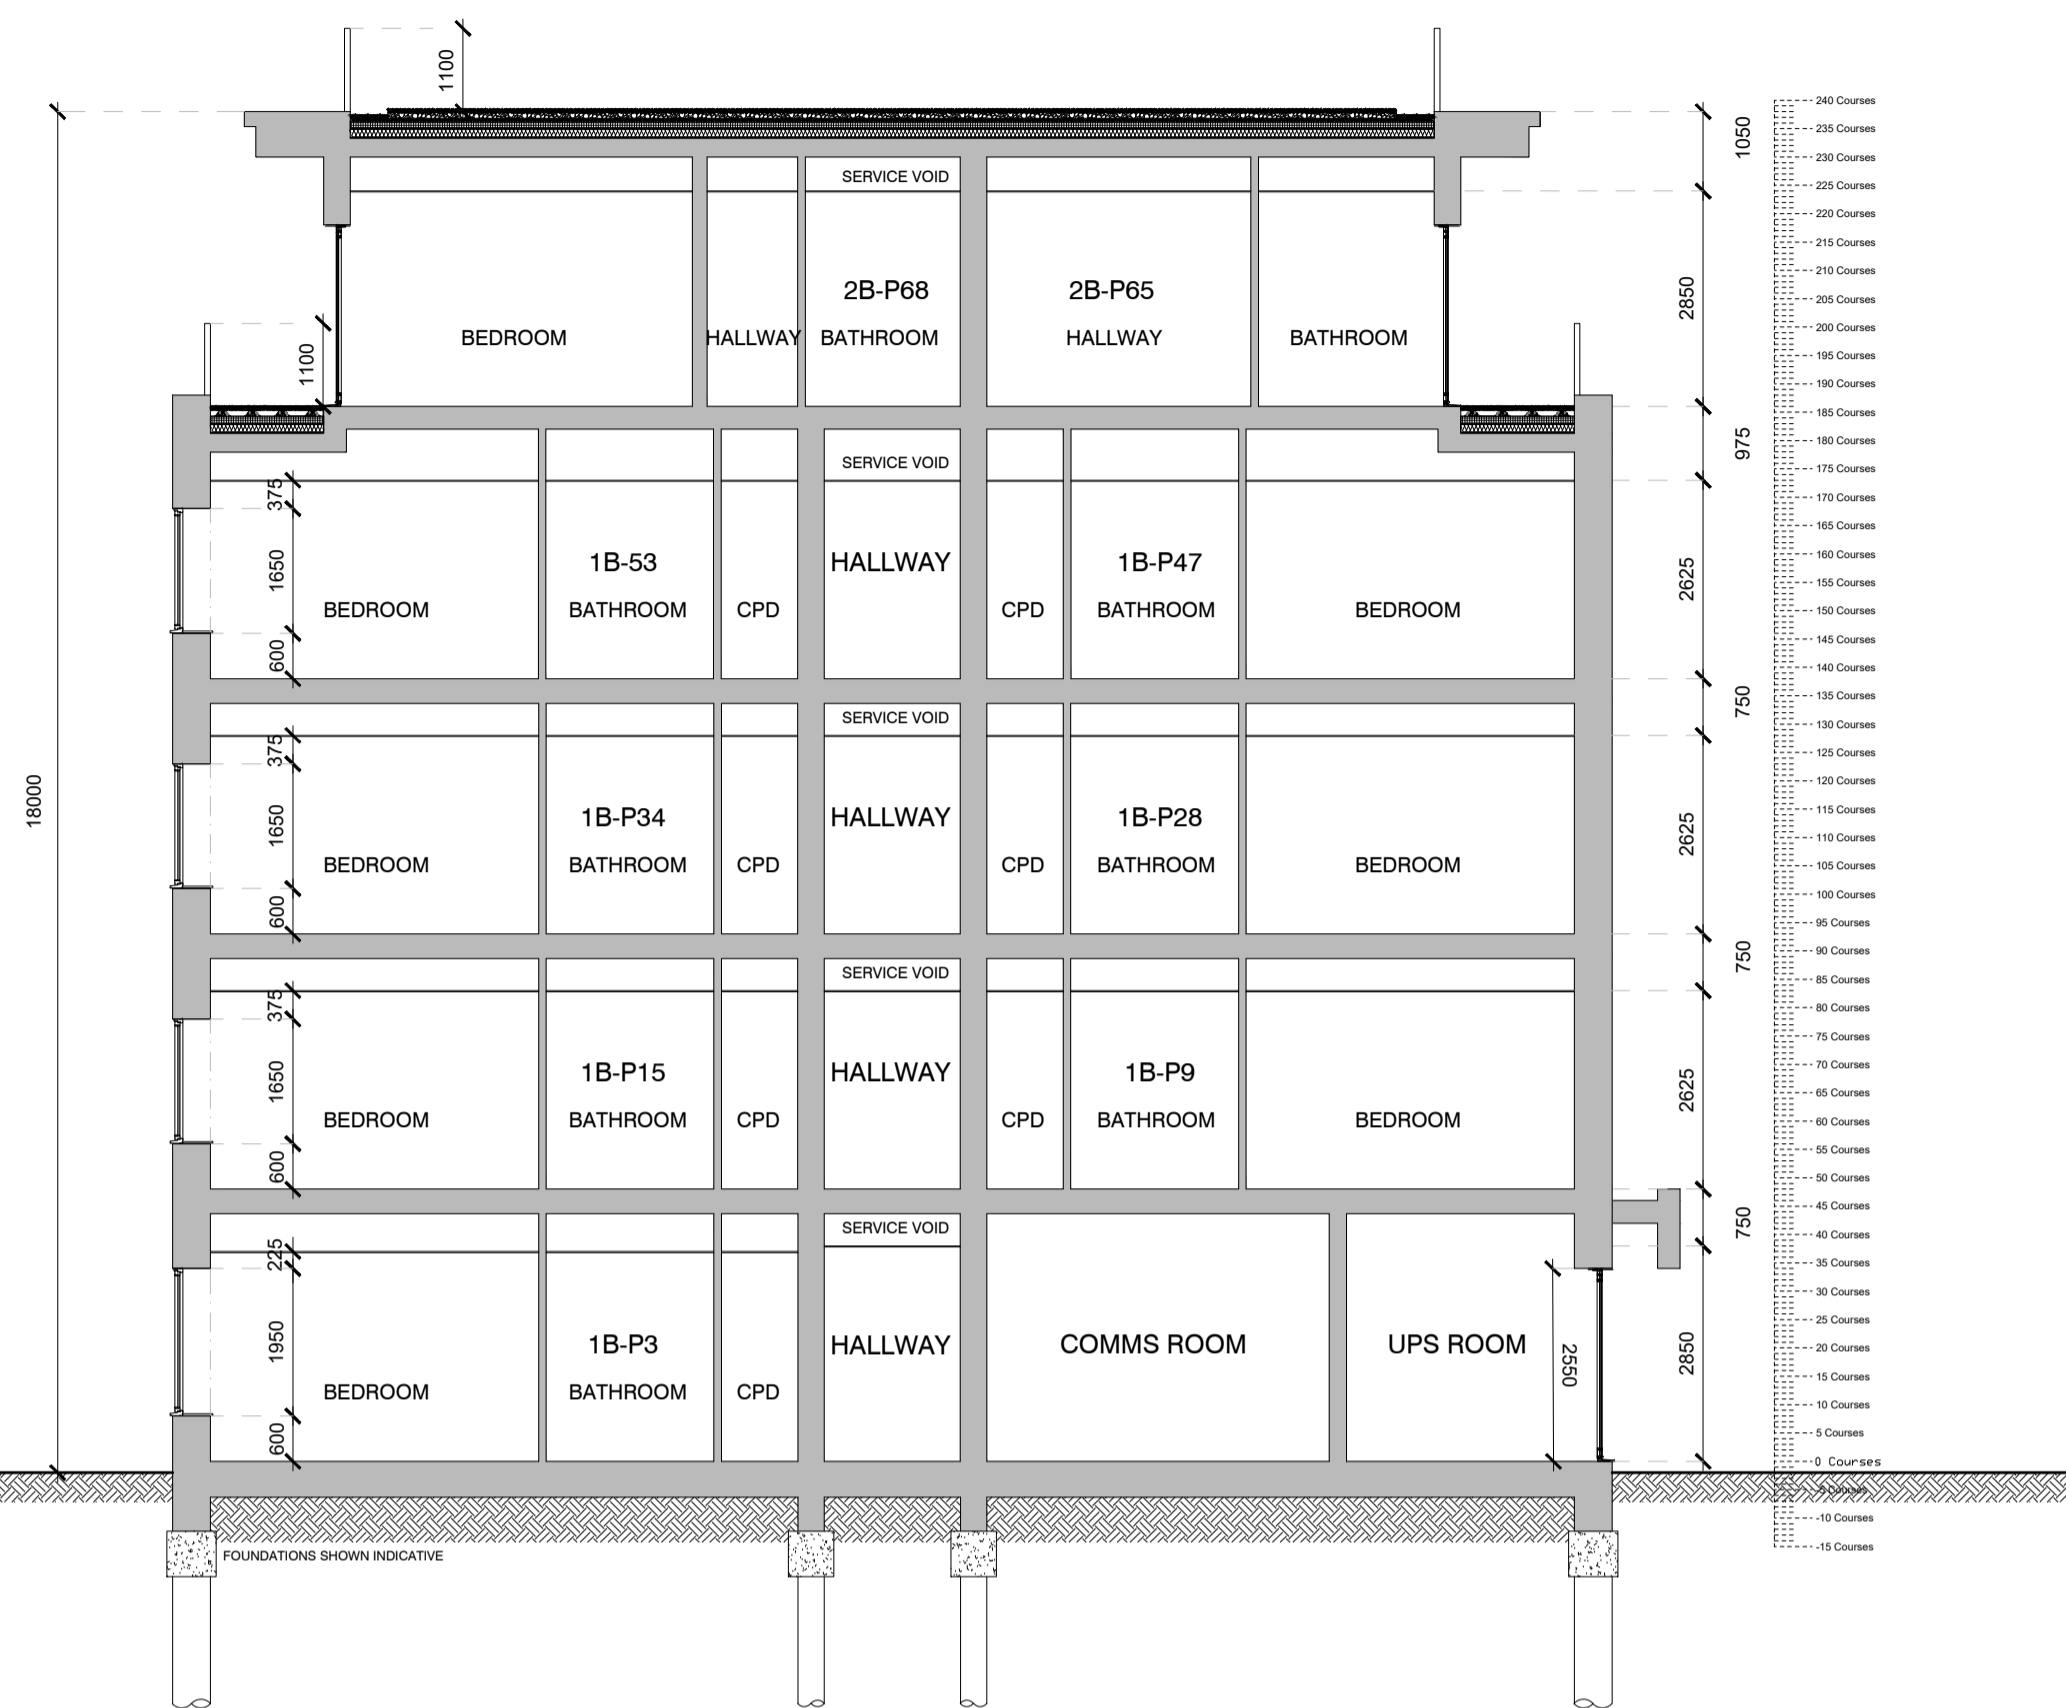 1100
240 Courses
235 Courses
1050
230 Courses
SERVICE VOID
225 Courses
220 Courses
215 Courses
210 Courses
2B-P68
2B-P65
2850
205 Courses
200 Courses
BEDROOM
HALLWAY
BATHROOM
HALLWAY
BATHROOM
1100
195 Courses
190 Courses
185 Courses
975
180 Courses
SERVICE VOID
175 Courses
375
170 Courses
165 Courses
160 Courses
1650
1B-53
HALLWAY
1B-P47
2625
155 Courses
BEDROOM
BATHROOM
CPD
CPD
BATHROOM
BEDROOM
150 Courses
145 Courses
600
140 Courses
135 Courses
750
SERVICE VOID
130 Courses
375
125 Courses
120 Courses
18000
1650
1B-P34
HALLWAY
1B-P28
2625
115 Courses
110 Courses
BEDROOM
BATHROOM
CPD
CPD
BATHROOM
BEDROOM
105 Courses
100 Courses
600
95 Courses
90 Courses
750
SERVICE VOID
85 Courses
375
80 Courses
75 Courses
1650
1B-P15
HALLWAY
1B-P9
2625
70 Courses
65 Courses
BEDROOM
BATHROOM
CPD
CPD
BATHROOM
BEDROOM
60 Courses
55 Courses
600
50 Courses
45 Courses
750
SERVICE VOID
40 Courses
225
35 Courses
30 Courses
25 Courses
1950
1B-P3
HALLWAY
COMMS ROOM
UPS ROOM
2550
2850
20 Courses
15 Courses
BEDROOM
BATHROOM
CPD
10 Courses
600
5 Courses
0 Courses
-5 Courses
-10 Courses
FOUNDATIONS SHOWN INDICATIVE
-15 Courses